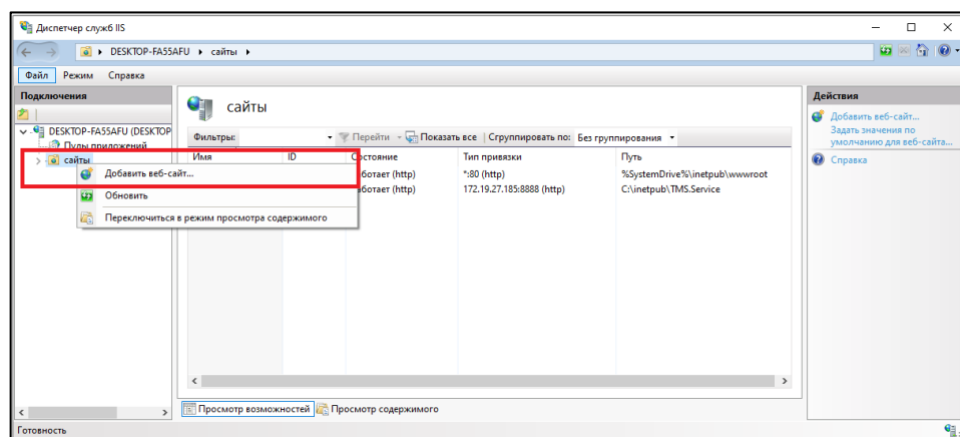 Диспетчер служб IIS
DESKTOP-FA55AFU ▸ сайты ▸
Файл Режим Справка
Подключения
DESKTOP-FA55AFU (DESKTOP
Пулы приложений
сайты
Добавить веб-сайт...
Обновить
Переключиться в режим просмотра содержимого
сайты
Фильтры: Перейти Показать все Сгруппировать по: Без группирования
Имя ID Состояние Тип привязки Путь
ботает (http) *:80 (http) %SystemDrive%\inetpub\wwwroot
ботает (http) 172.19.27.185:8888 (http) C:\inetpub\TMS.Service
Просмотр возможностей Просмотр содержимого
Действия
Добавить веб-сайт...
Задать значения по
умолчанию для веб-сайта...
Справка
Готовность